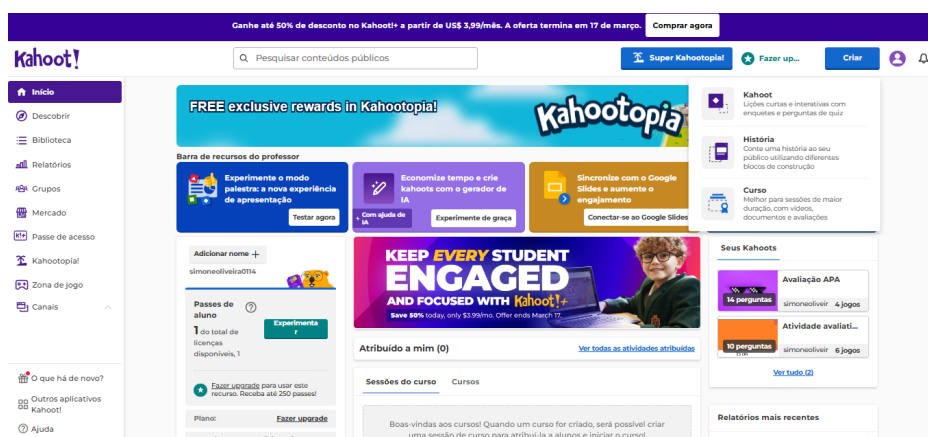 Ganhe até 50% de desconto no Kahoot!+ a partir de US$ 3,99/mês. A oferta termina em 17 de março. Comprar agora
Kahoot!
Pesquisar conteúdos públicos
Super Kahootopia!
Fazer up...
Criar
Início
Descobrir
Biblioteca
Relatórios
Grupos
Mercado
K!+ Passe de acesso
Kahootopia!
Zona de jogo
Canais
O que há de novo?
Outros aplicativos
Kahoot!
Ajuda
FREE exclusive rewards in Kahootopia!
Kahootopia
Kahoot
Lições curtas e interativas com
enquetes e perguntas de quiz
História
Conte uma história ao seu
público utilizando diferentes
blocos de construção
Curso
Melhor para sessões de maior
duração, com vídeos,
documentos e avaliações
Barra de recursos do professor
Experimente o modo
palestra: a nova experiência
de apresentação
Testar agora
Economize tempo e crie
kahoots com o gerador de
IA
Com ajuda de
IA
Experimente de graça
Sincronize com o Google
Slides e aumente o
engajamento
Conectar-se ao Google Slides
Adicionar nome +
simoneoliveira0114
Passes de
aluno
1 do total de
licenças
disponíveis, 1
Experimenta
r
Fazer upgrade para usar este
recurso. Receba até 250 passes!
Plano:
Fazer upgrade
KEEP EVERY STUDENT
ENGAGED
AND FOCUSED WITH Kahoot!+
Save 50% today, only $3.99/mo. Offer ends March 17.
Atribuído a mim (0)
Ver todas as atividades atribuídas
Sessões do curso
Cursos
Boas-vindas aos cursos! Quando um curso for criado, será possível criar
uma sessão de curso para atribuí-la a alunos e iniciar o curso!
Seus Kahoots
14 perguntas
Avaliação APA
simoneoliveir
4 jogos
10 perguntas
Atividade avaliati...
simoneoliveir
6 jogos
Ver tudo (2)
Relatórios mais recentes